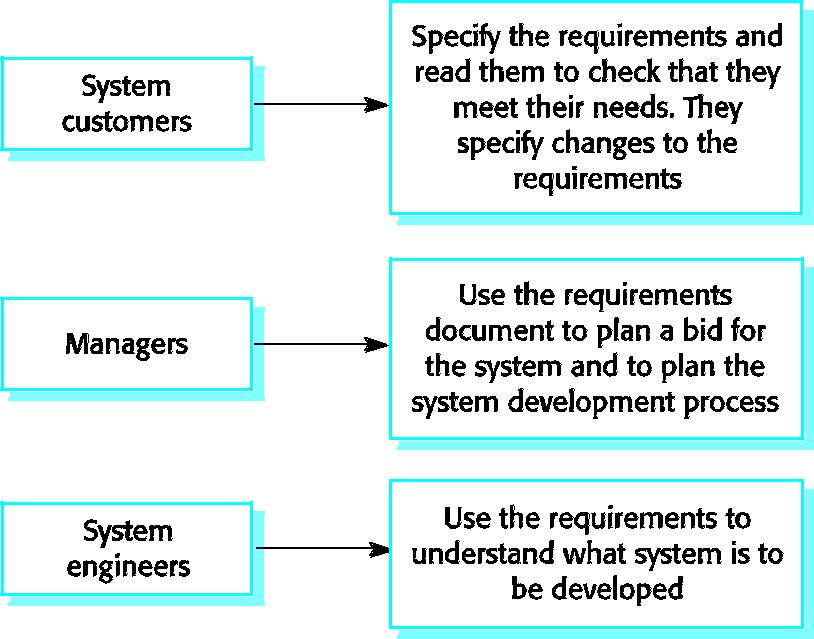 System
customers
Specify the requirements and
read them to check that they
meet their needs. They
specify changes to the
requirements
Managers
Use the requirements
document to plan a bid for
the system and to plan the
system development process
System
engineers
Use the requirements to
understand what system is to
be developed